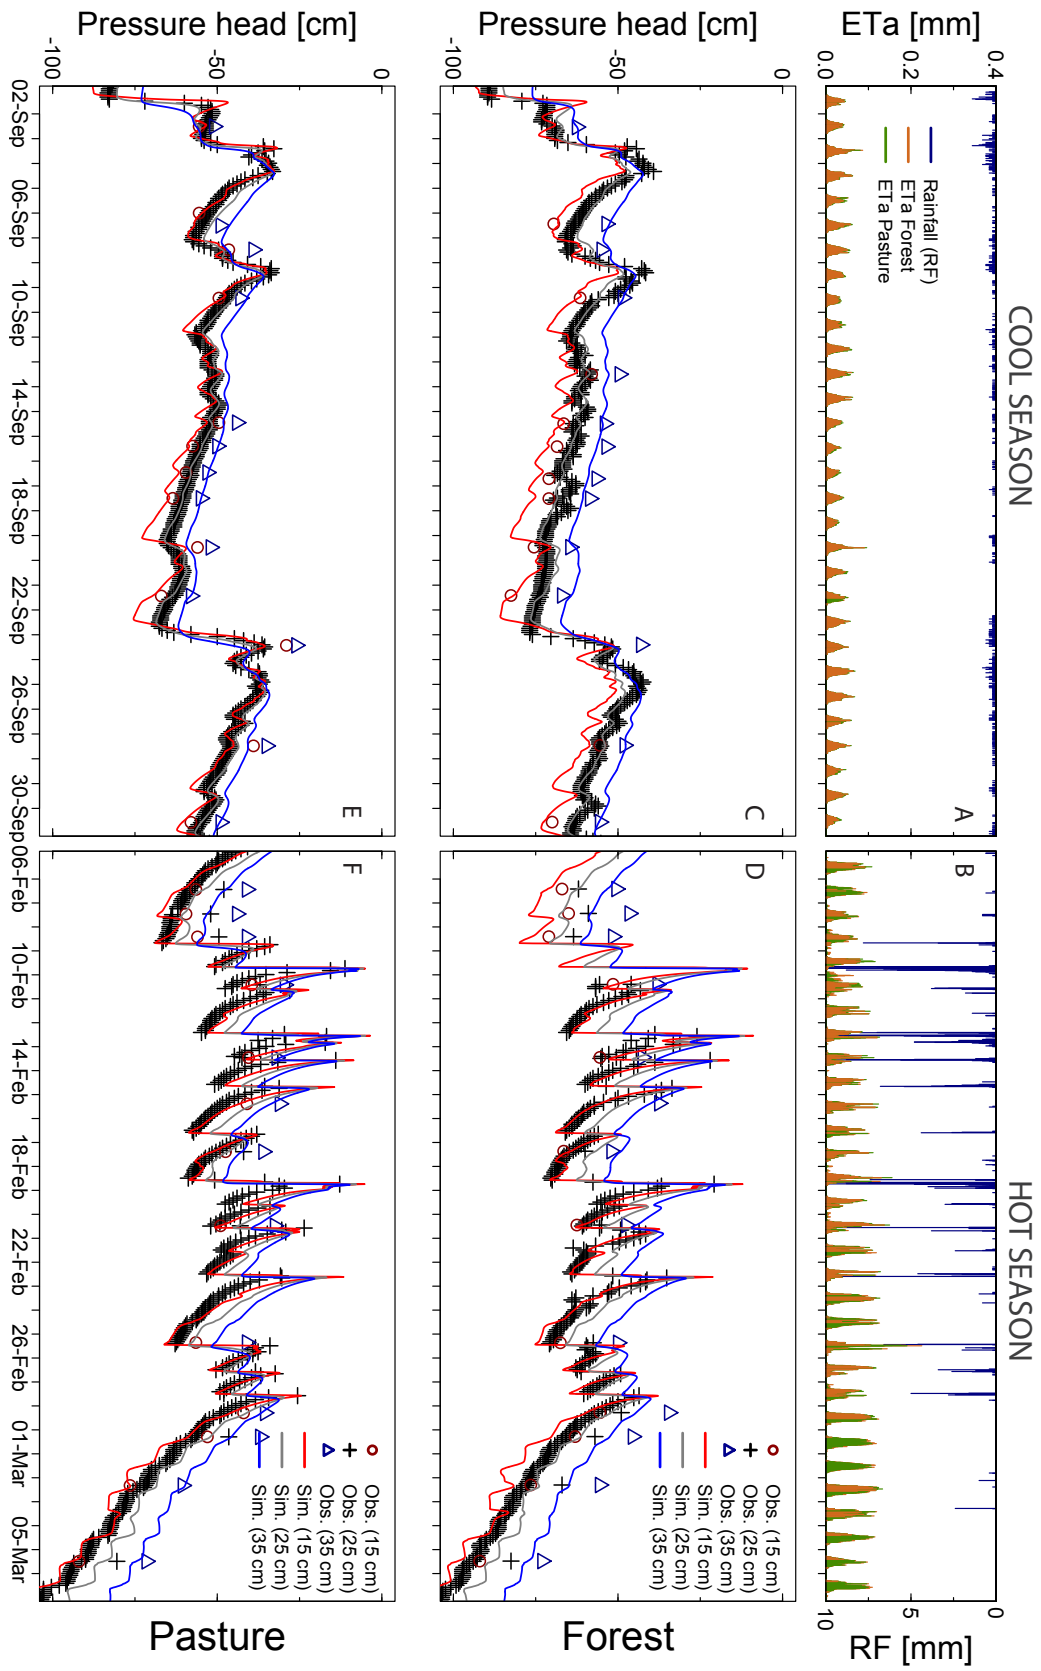 COOL SEASON
HOT SEASON
ETa [mm]
0.4
0.2
0.0
Rainfall (RF)
ETa Forest
ETa Pasture
A
B
0
5
10
RF [mm]
Pressure head [cm]
0
-50
-100
C
D
Obs. (15 cm)
Obs. (25 cm)
Obs. (35 cm)
Sim. (15 cm)
Sim. (25 cm)
Sim. (35 cm)
Forest
Pressure head [cm]
0
-50
-100
E
F
Obs. (15 cm)
Obs. (25 cm)
Obs. (35 cm)
Sim. (15 cm)
Sim. (25 cm)
Sim. (35 cm)
Pasture
02-Sep
06-Sep
10-Sep
14-Sep
18-Sep
22-Sep
26-Sep
30-Sep
06-Feb
10-Feb
14-Feb
18-Feb
22-Feb
26-Feb
01-Mar
05-Mar